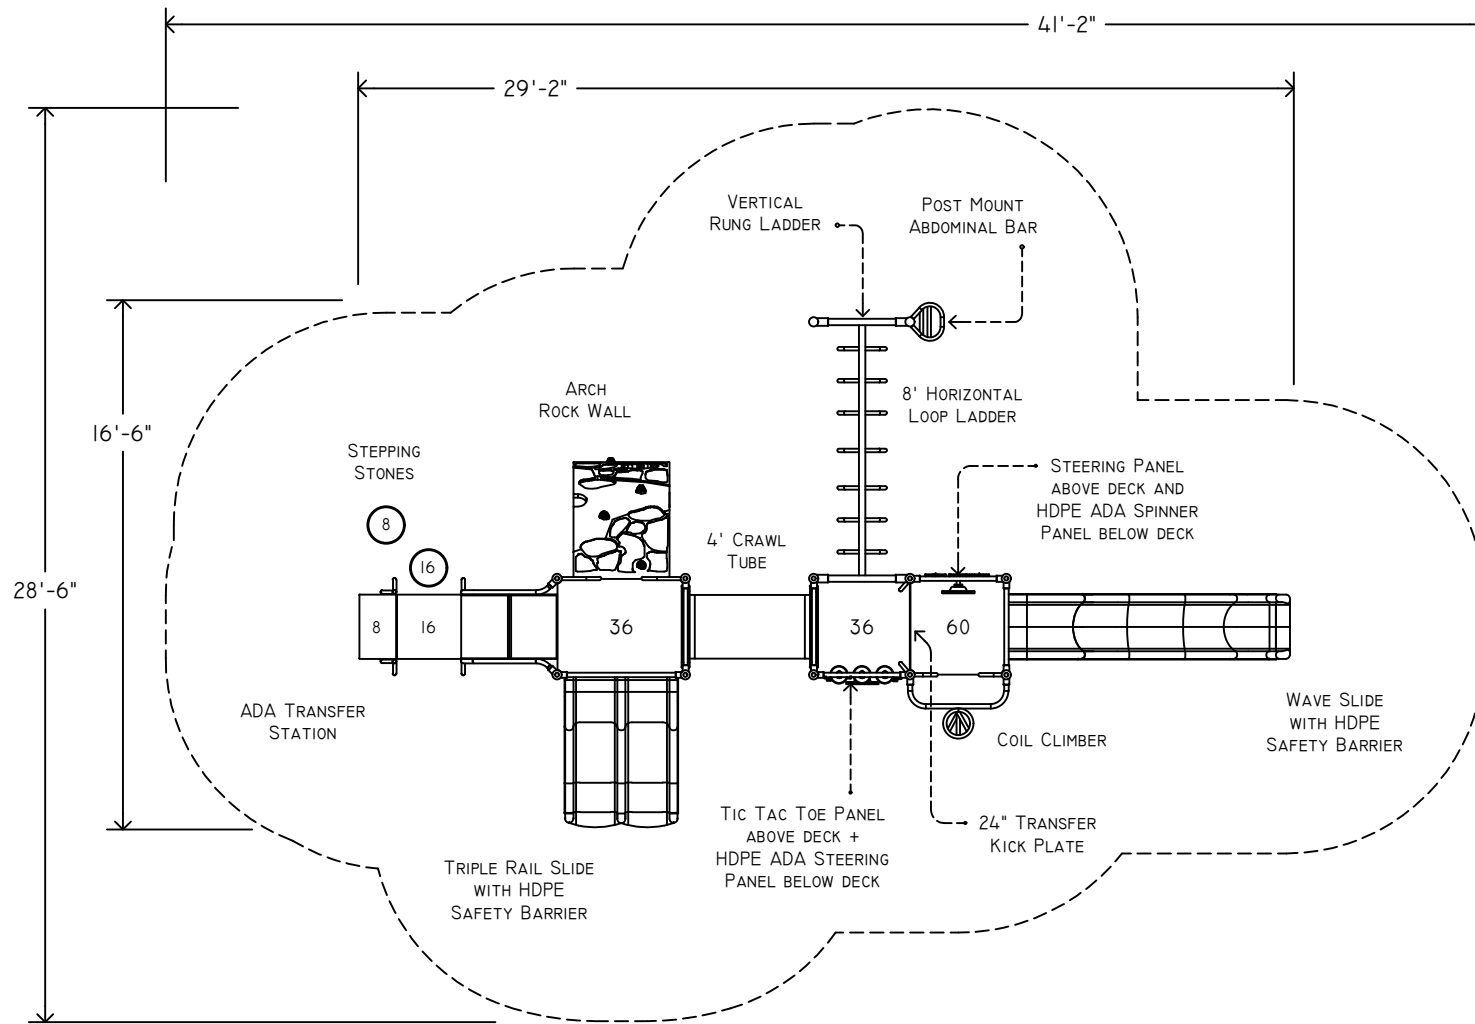 41'-2"
29'-2"
VERTICAL
RUNG LADDER
POST MOUNT
ABDOMINAL BAR
ARCH
ROCK WALL
8' HORIZONTAL
LOOP LADDER
16'-6"
STEPPING
STONES
STEERING PANEL
ABOVE DECK AND
HDPE ADA SPINNER
PANEL BELOW DECK
8
16
4' CRAWL
TUBE
28'-6"
8
16
36
36
60
ADA TRANSFER
STATION
COIL CLIMBER
WAVE SLIDE
WITH HDPE
SAFETY BARRIER
TIC TAC TOE PANEL
ABOVE DECK +
HDPE ADA STEERING
PANEL BELOW DECK
24" TRANSFER
KICK PLATE
TRIPLE RAIL SLIDE
WITH HDPE
SAFETY BARRIER